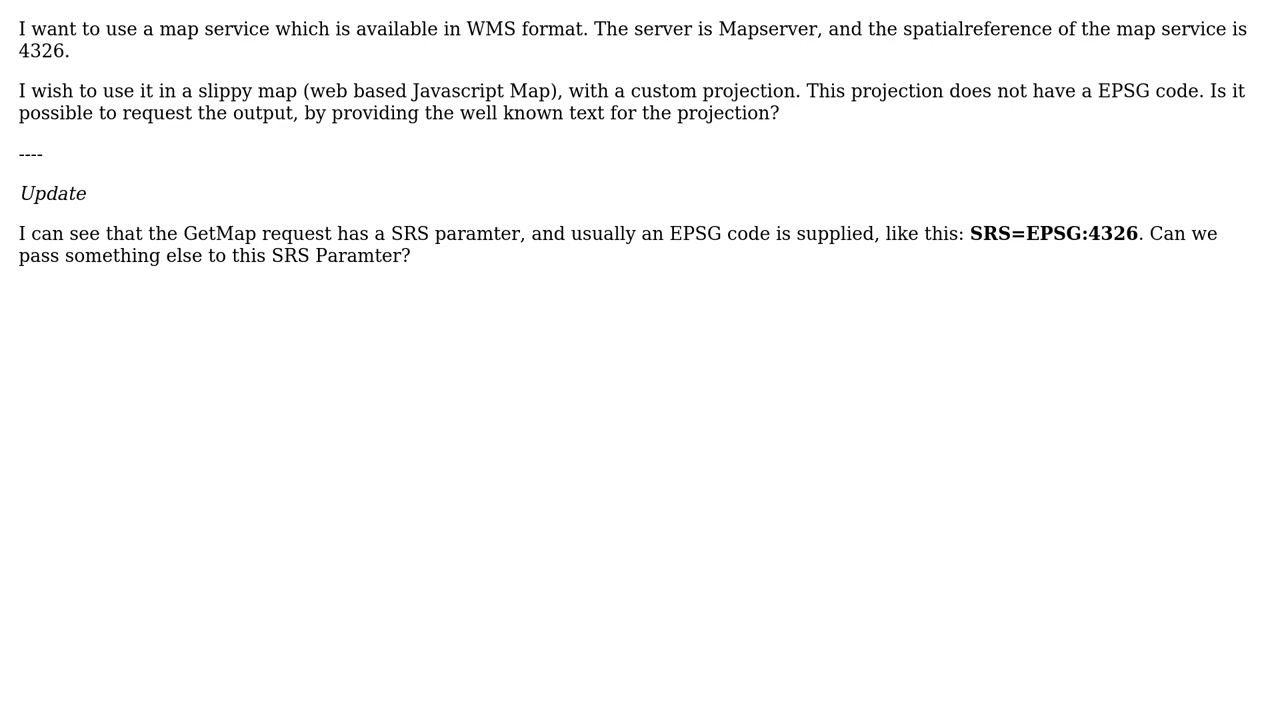 I want to use a map service which is available in WMS format. The server is Mapserver, and the spatialreference of the map service is
4326.
I wish to use it in a slippy map (web based Javascript Map), with a custom projection. This projection does not have a EPSG code. Is it
possible to request the output, by providing the well known text for the projection?
----
Update
I can see that the GetMap request has a SRS paramter, and usually an EPSG code is supplied, like this: SRS=EPSG:4326. Can we
pass something else to this SRS Paramter?